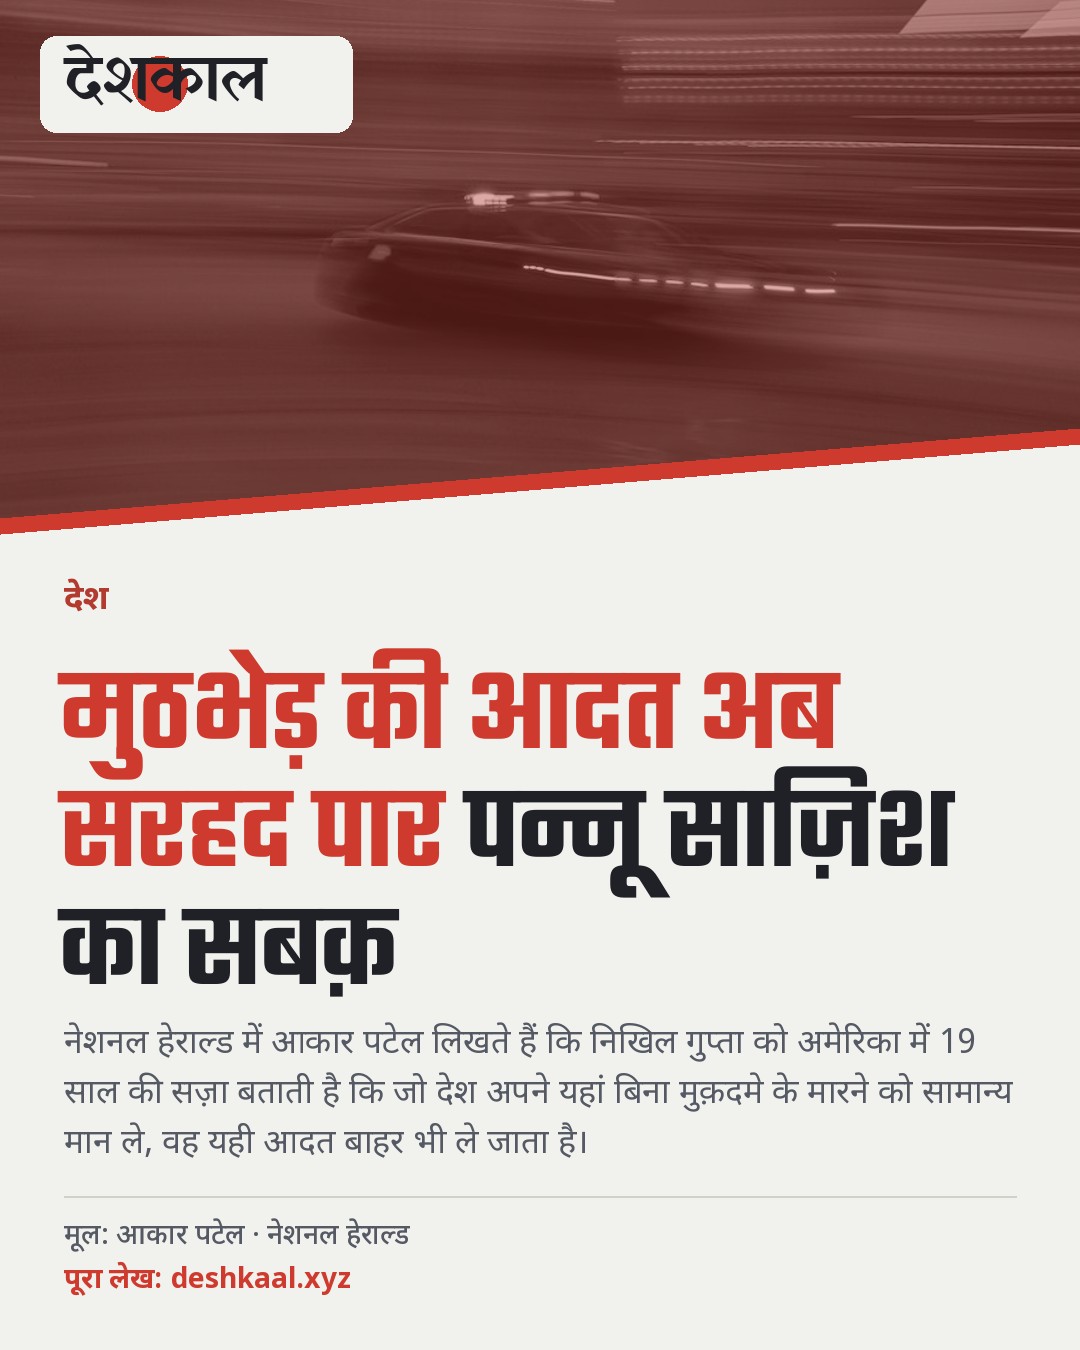 देशकाल
देश
मुठभेड़ की आदत अब
सरहद पार पन्नू साज़िश
का सबक़
नेशनल हेराल्ड में आकार पटेल लिखते हैं कि निखिल गुप्ता को अमेरिका में 19
साल की सज़ा बताती है कि जो देश अपने यहां बिना मुक़दमे के मारने को सामान्य
मान ले, वह यही आदत बाहर भी ले जाता है।
मूल: आकार पटेल · नेशनल हेराल्ड
पूरा लेख: deshkaal.xyz